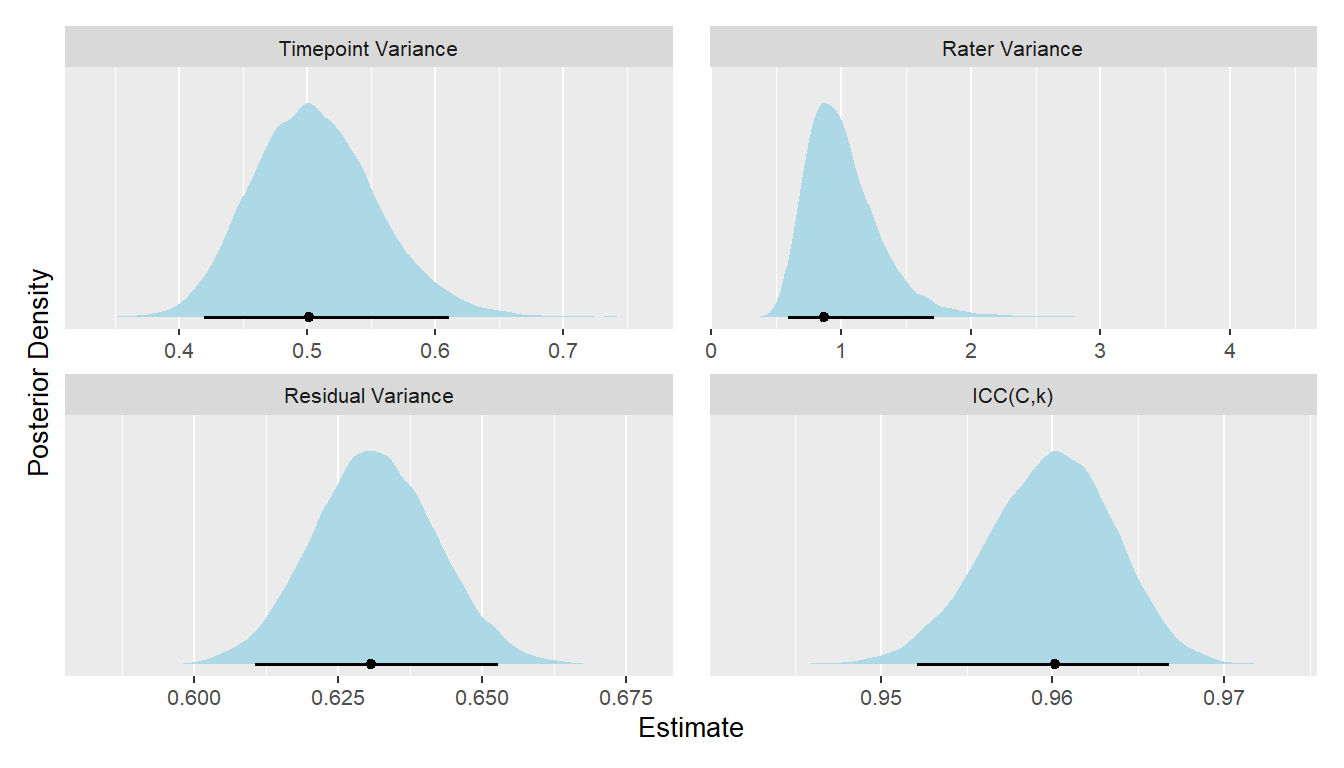 Timepoint Variance
Rater Variance
0.4 0.5 0.6 0.7
0 1 2 3 4
Residual Variance
ICC(C,k)
0.600 0.625 0.650 0.675
0.95 0.96 0.97
Posterior Density
Estimate